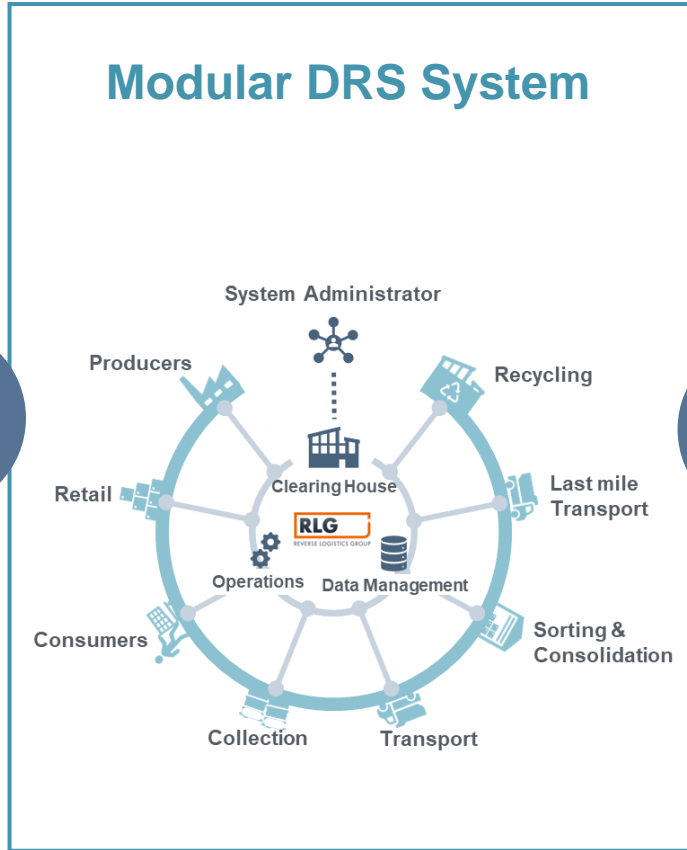 Modular DRS System
System Administrator
Producers
Recycling
Clearing House
Retail
Last mile
Transport
RLG
REVERSE LOGISTICS GROUP
Operations
Data Management
Consumers
Sorting &
Consolidation
Collection
Transport